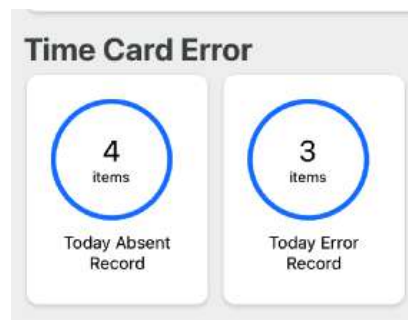 Time Card Error
4
items
Today Absent
Record
3
items
Today Error
Record